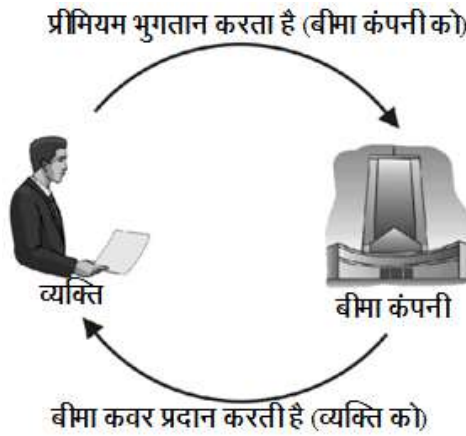 प्रीमियम भुगतान करता है (बीमा कंपनी को)
व्यक्ति
बीमा कंपनी
बीमा कवर प्रदान करती है (व्यक्ति को)